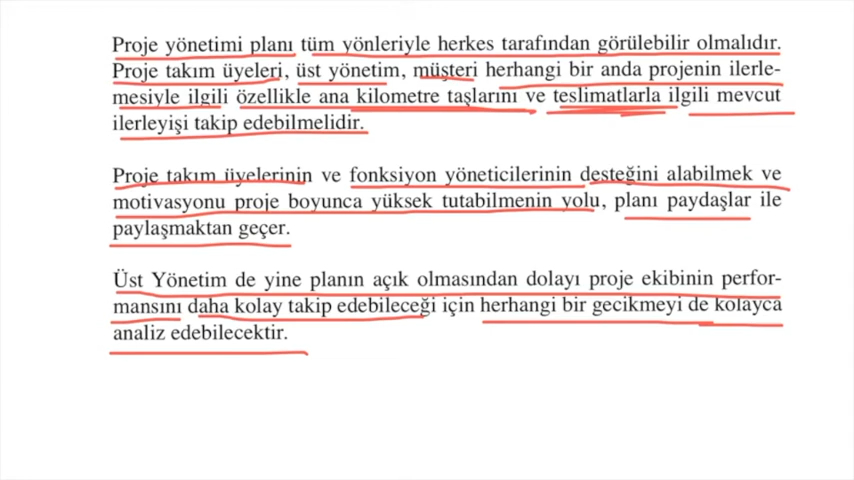 Proje yönetimi planı tüm yönleriyle herkes tarafından görülebilir olmalıdır.
Proje takım üyeleri, üst yönetim, müşteri herhangi bir anda projenin ilerle-
mesiyle ilgili özellikle ana kilometre taşlarını ve teslimatlarla ilgili mevcut
ilerleyişi takip edebilmelidir.
Proje takım üyelerinin ve fonksiyon yöneticilerinin desteğini alabilmek ve
motivasyonu proje boyunca yüksek tutabilmenin yolu, planı paydaşlar ile
paylaşmaktan geçer.
Üst Yönetim de yine planın açık olmasından dolayı proje ekibinin perfor-
mansını daha kolay takip edebileceği için herhangi bir gecikmeyi de kolayca
analiz edebilecektir.